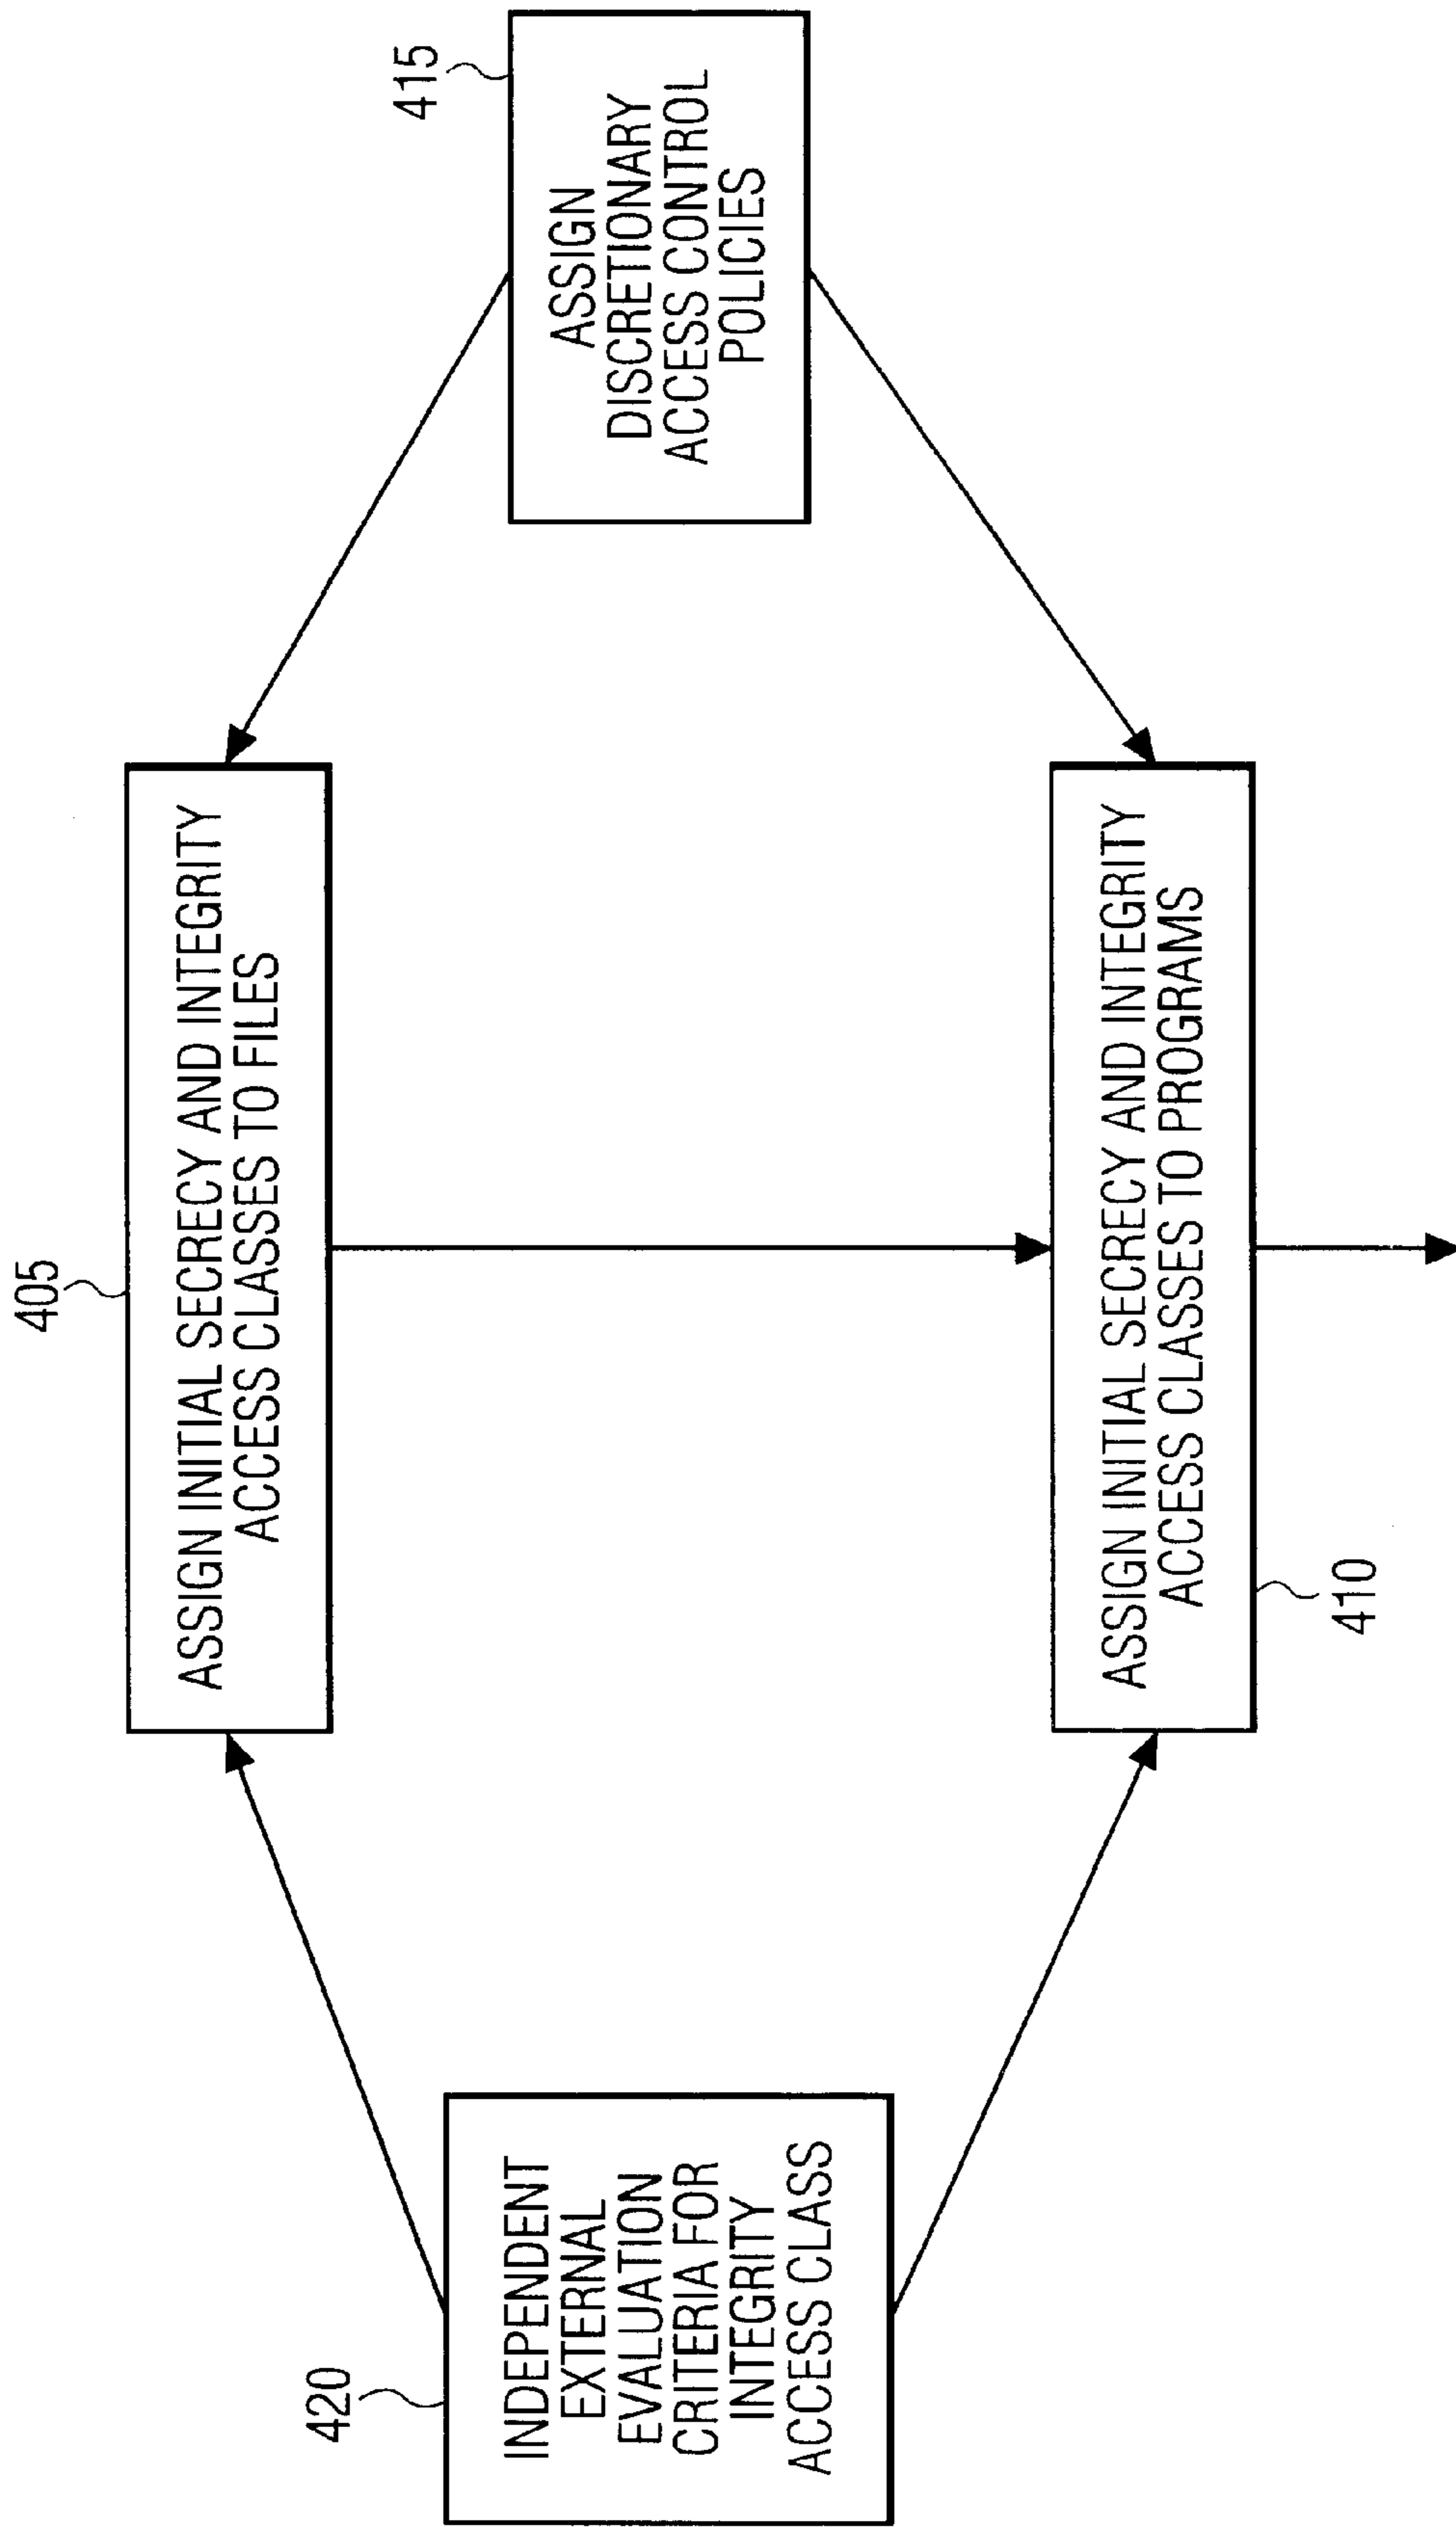 405
ASSIGN INITIAL SECRECY AND INTEGRITY
ACCESS CLASSES TO FILES
420
INDEPENDENT
EXTERNAL
EVALUATION
CRITERIA FOR
INTEGRITY
ACCESS CLASS
415
ASSIGN
DISCRETIONARY
ACCESS CONTROL
POLICIES
ASSIGN INITIAL SECRECY AND INTEGRITY
ACCESS CLASSES TO PROGRAMS
410